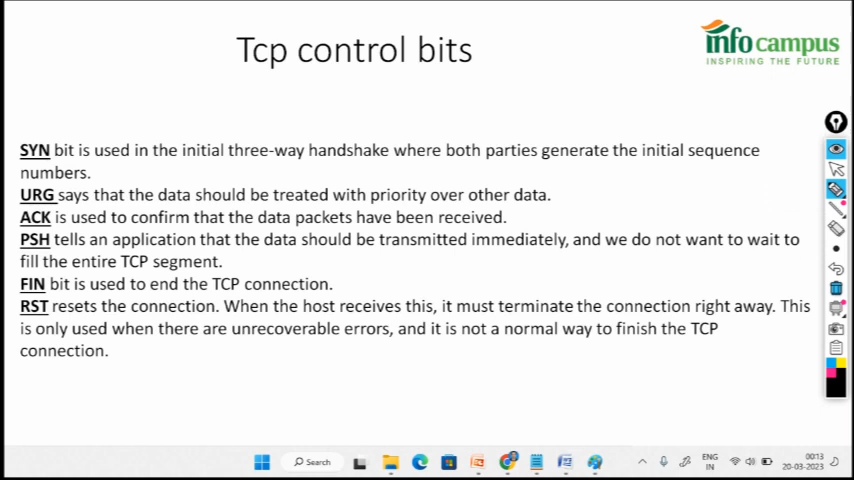 Tcp control bits
info campus
INSPIRING THE FUTURE
SYN bit is used in the initial three-way handshake where both parties generate the initial sequence
numbers.
URG says that the data should be treated with priority over other data.
ACK is used to confirm that the data packets have been received.
PSH tells an application that the data should be transmitted immediately, and we do not want to wait to
fill the entire TCP segment.
FIN bit is used to end the TCP connection.
RST resets the connection. When the host receives this, it must terminate the connection right away. This
is only used when there are unrecoverable errors, and it is not a normal way to finish the TCP
connection.
Search
ENG
IN
00:13
20-03-2023